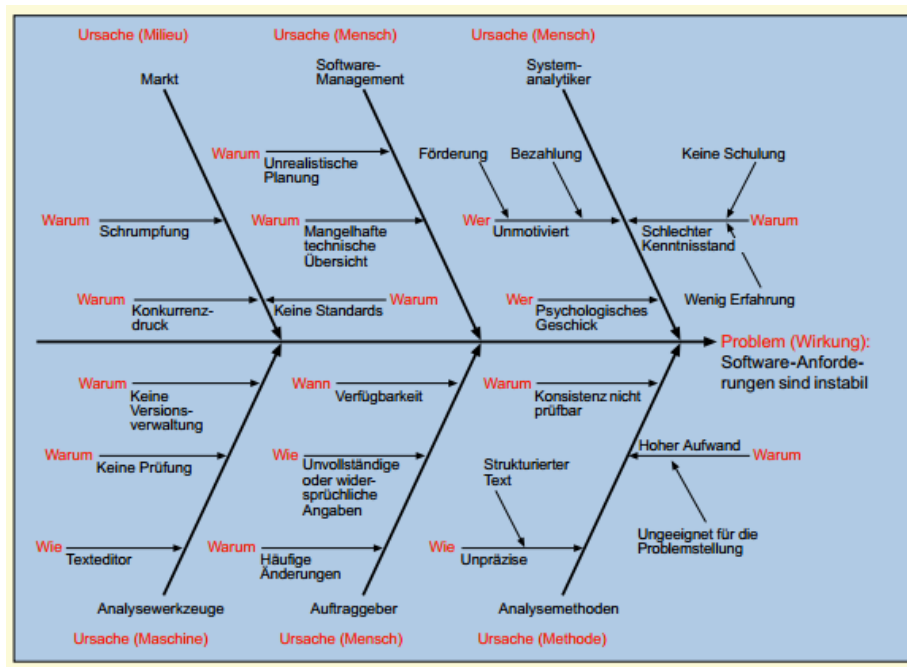 Ursache (Milieu)
Ursache (Mensch)
Ursache (Mensch)
Markt
Software-
Management
System-
analytiker
Warum
Unrealistische
Planung
Förderung
Bezahlung
Keine Schulung
Warum
Schrumpfung
Warum
Mangelhafte
technische
Übersicht
Wer
Unmotiviert
Schlechter
Kenntnisstand
Warum
Warum
Konkurrenz-
druck
Keine Standards
Warum
Wer
Psychologisches
Geschick
Wenig Erfahrung
Problem (Wirkung):
Software-Anforde-
rungen sind instabil
Warum
Keine
Versions-
verwaltung
Wann
Verfügbarkeit
Warum
Konsistenz nicht
prüfbar
Warum
Keine Prüfung
Wie
Unvollständige
oder wider-
sprüchliche
Angaben
Strukturierter
Text
Hoher Aufwand
Warum
Wie
Texteditor
Warum
Häufige
Änderungen
Wie
Unpräzise
Ungeeignet für die
Problemstellung
Analysewerkzeuge
Auftraggeber
Analysemethoden
Ursache (Maschine)
Ursache (Mensch)
Ursache (Methode)